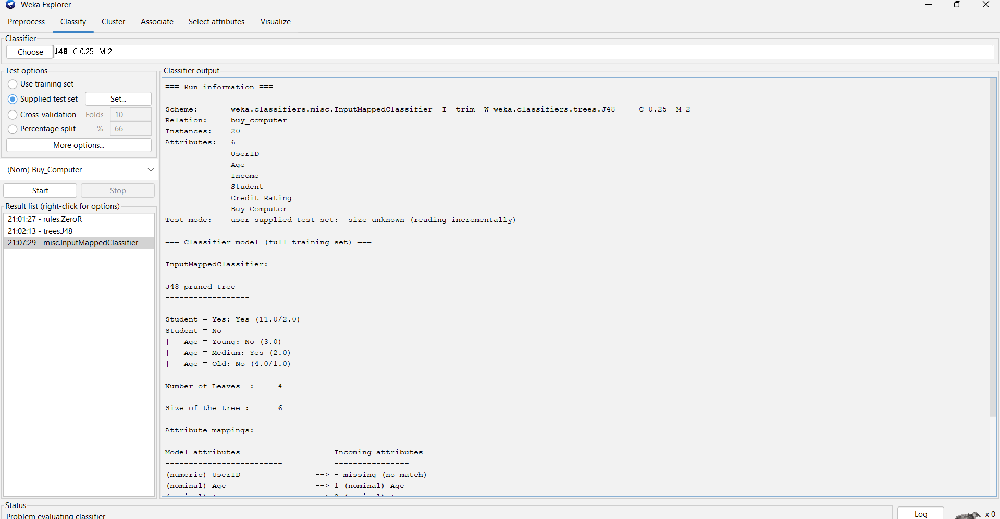 Weka Explorer
Preprocess Classify Cluster Associate Select attributes Visualize
Classifier
Choose J48 -C 0.25 -M 2
Test options
Use training set
Supplied test set Set...
Cross-validation Folds 10
Percentage split % 66
More options...
(Nom) Buy_Computer
Start Stop
Result list (right-click for options)
21:01:27 - rules.ZeroR
21:02:13 - trees.J48
21:07:29 - misc.InputMappedClassifier
Classifier output
=== Run information ===
Scheme: weka.classifiers.misc.InputMappedClassifier -I -trim -W weka.classifiers.trees.J48 -- -C 0.25 -M 2
Relation: buy_computer
Instances: 20
Attributes: 6
UserID
Age
Income
Student
Credit_Rating
Buy_Computer
Test mode: user supplied test set: size unknown (reading incrementally)
=== Classifier model (full training set) ===
InputMappedClassifier:
J48 pruned tree
------------------
Student = Yes: Yes (11.0/2.0)
Student = No
| Age = Young: No (3.0)
| Age = Medium: Yes (2.0)
| Age = Old: No (4.0/1.0)
Number of Leaves : 4
Size of the tree : 6
Attribute mappings:
Model attributes Incoming attributes
------------------------- ----------------
(numeric) UserID --> - missing (no match)
(nominal) Age --> 1 (nominal) Age
(nominal) Income --> 2 (nominal) Income
Status
Problem evaluating classifier
Log x 0